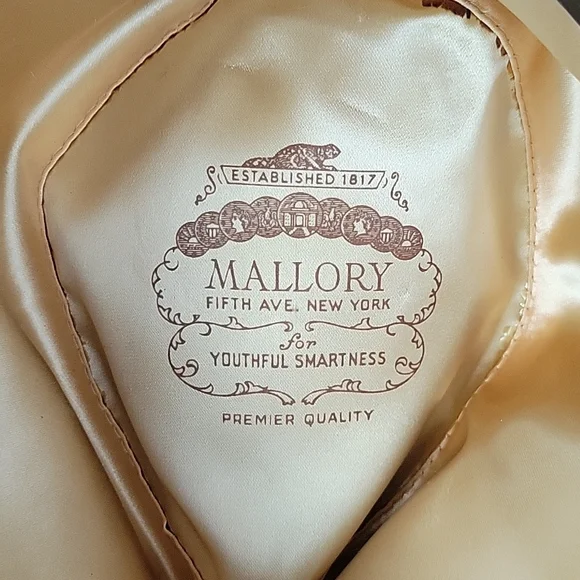 ESTABLISHED 1817
MALLORY
FIFTH AVE. NEW YORK
for
YOUTHFUL SMARTNESS
PREMIER QUALITY